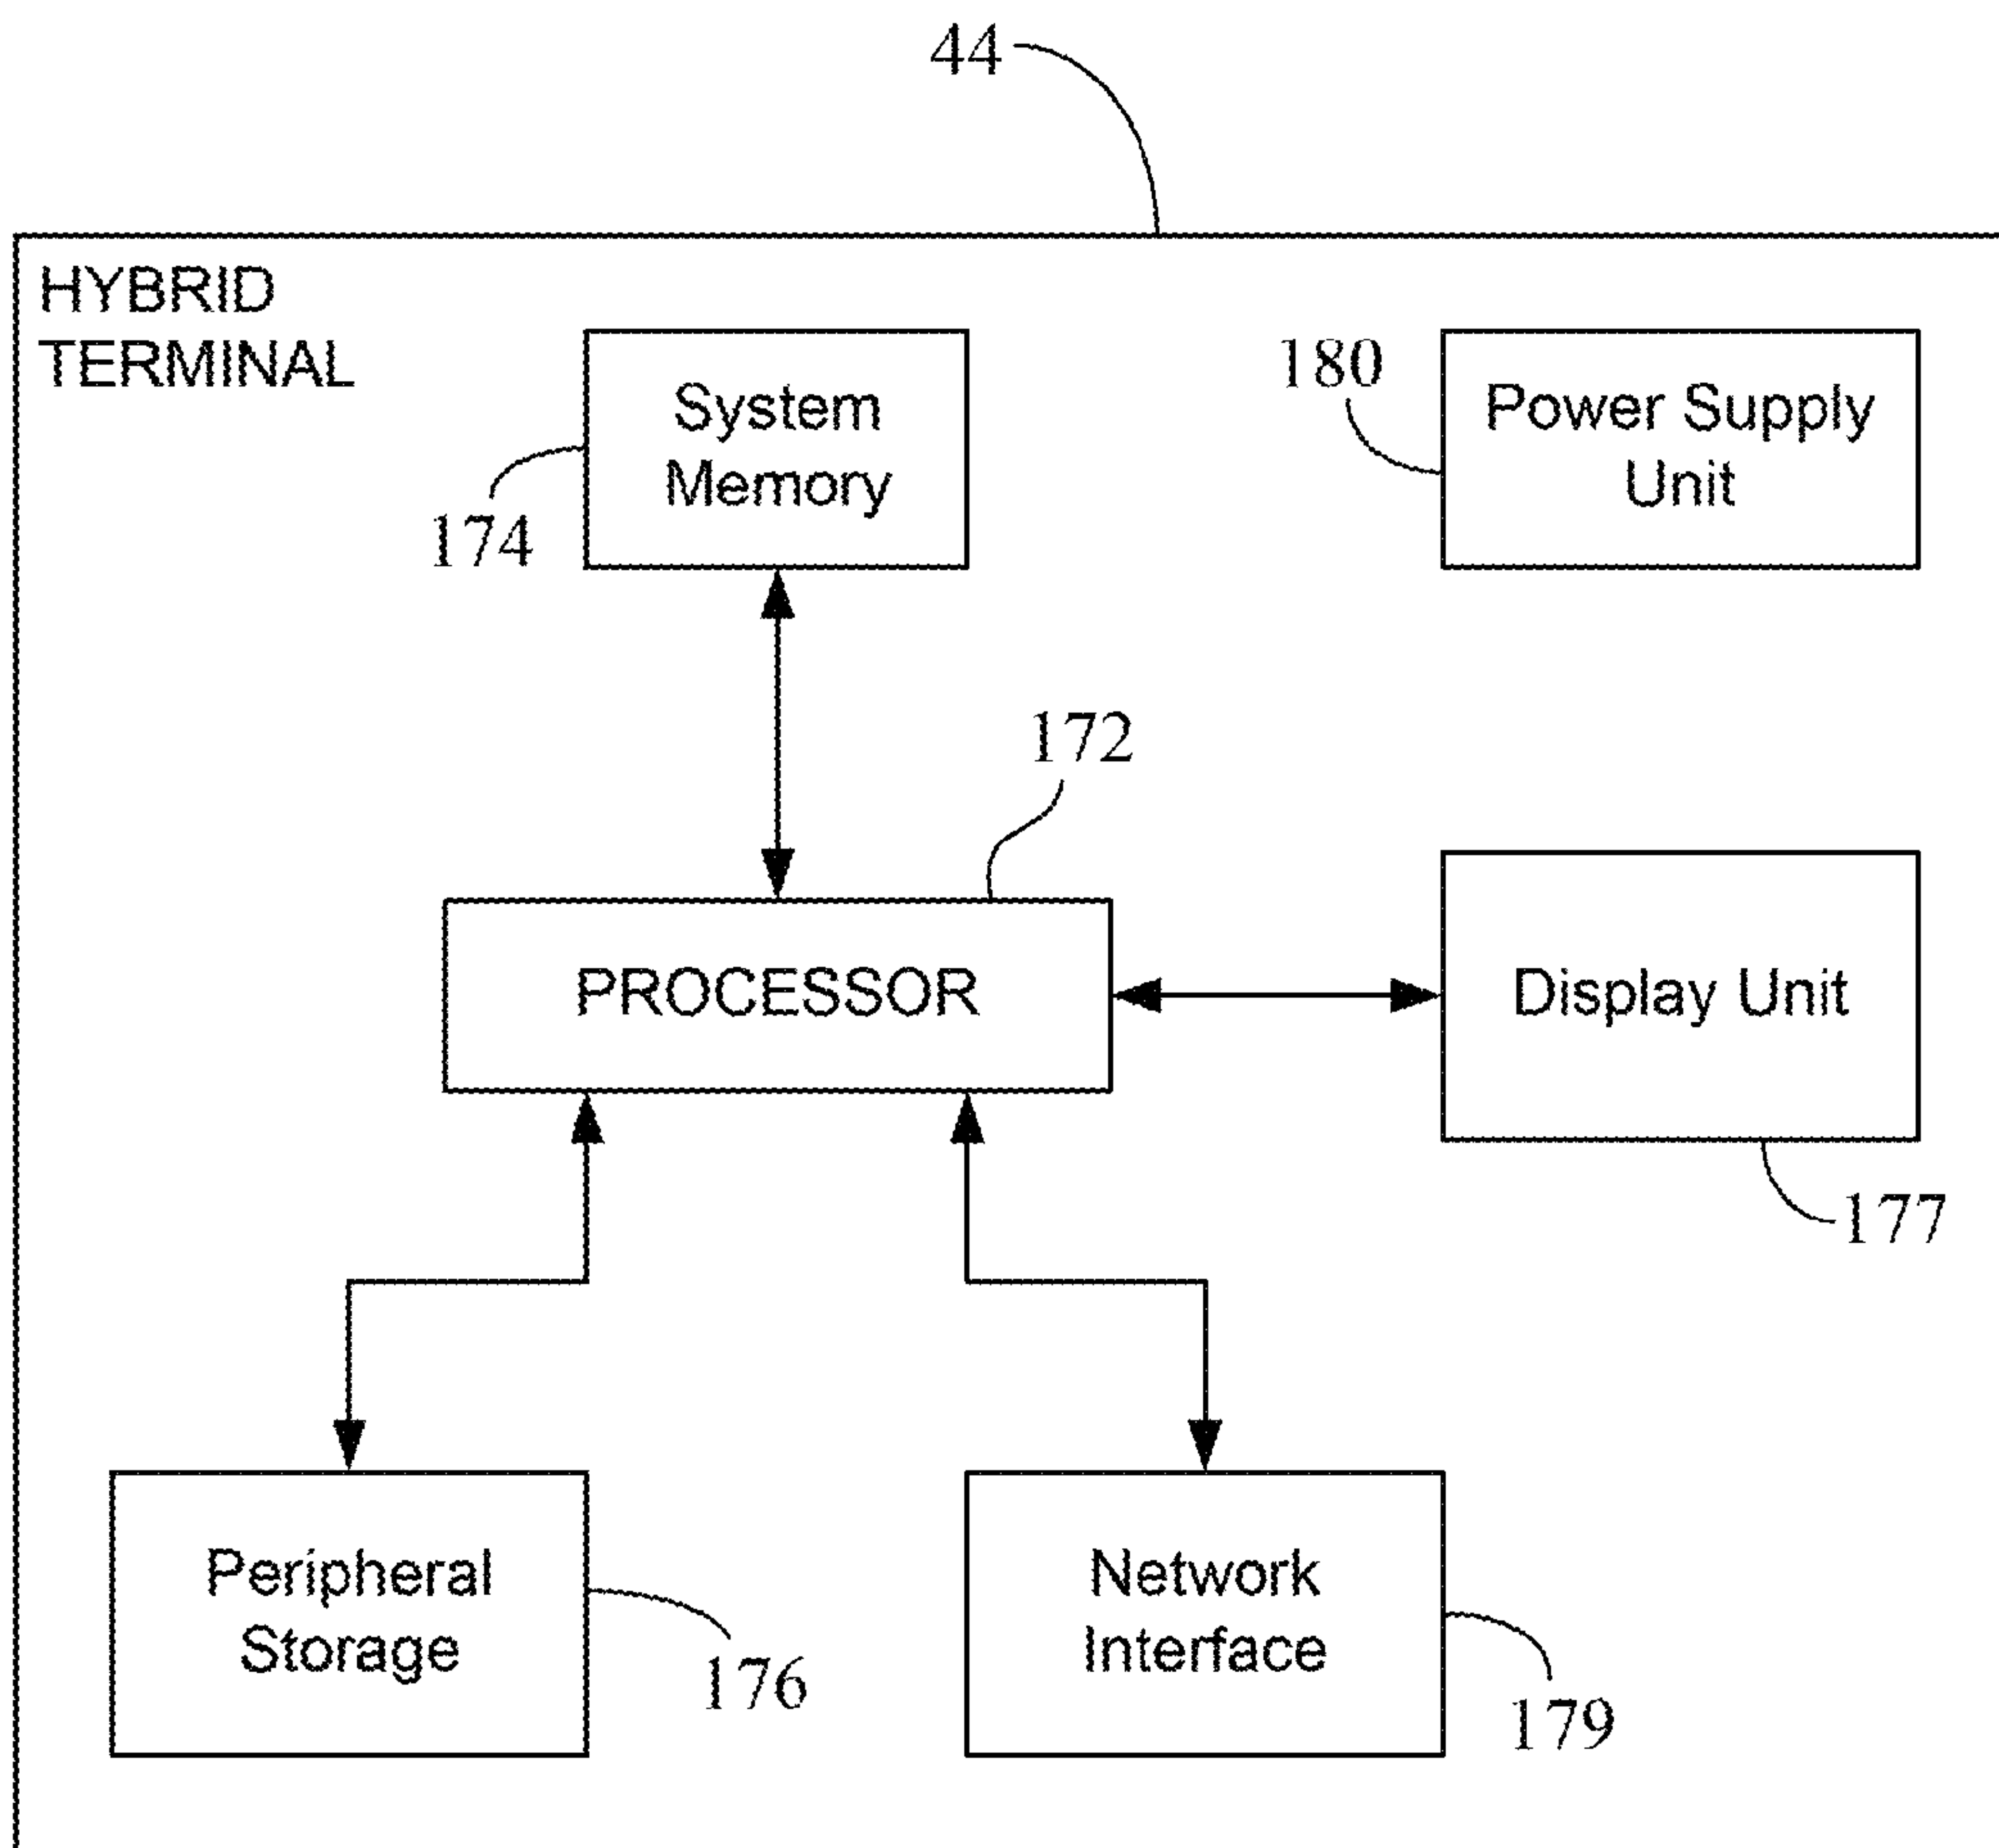 44
HYBRID
TERMINAL
System
Memory
174
180
Power Supply
Unit
172
PROCESSOR
Display Unit
177
Peripheral
Storage
176
Network
Interface
179